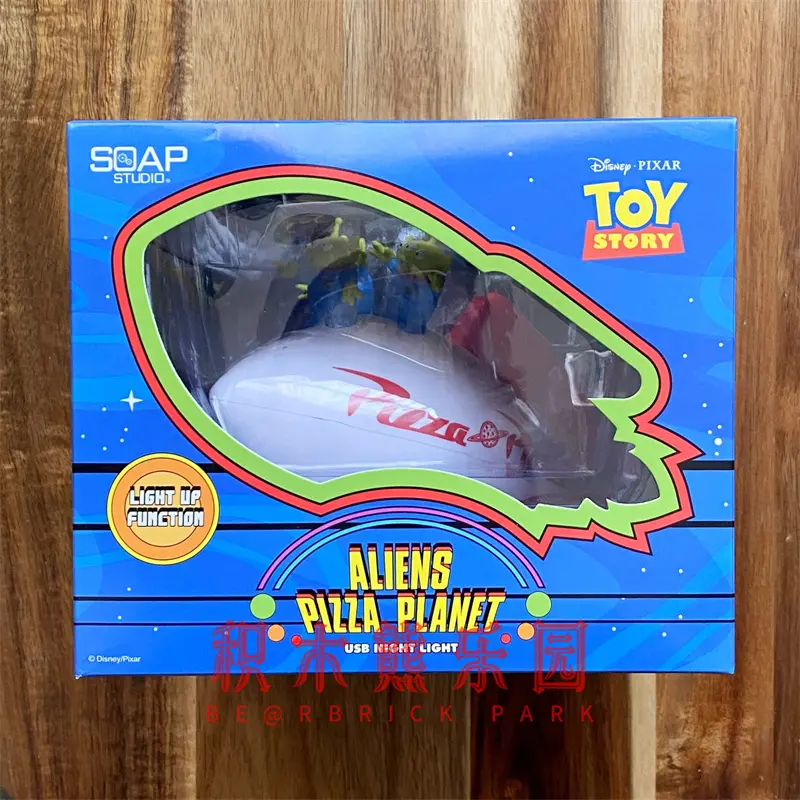 SOAP
STUDIO®
Disney · PIXAR
TOY
STORY
Pizza
LIGHT UP
FUNCTION
ALIENS
PIZZA PLANET
USB NIGHT LIGHT
© Disney/Pixar
积木熊乐园
BE@RBRICK PARK